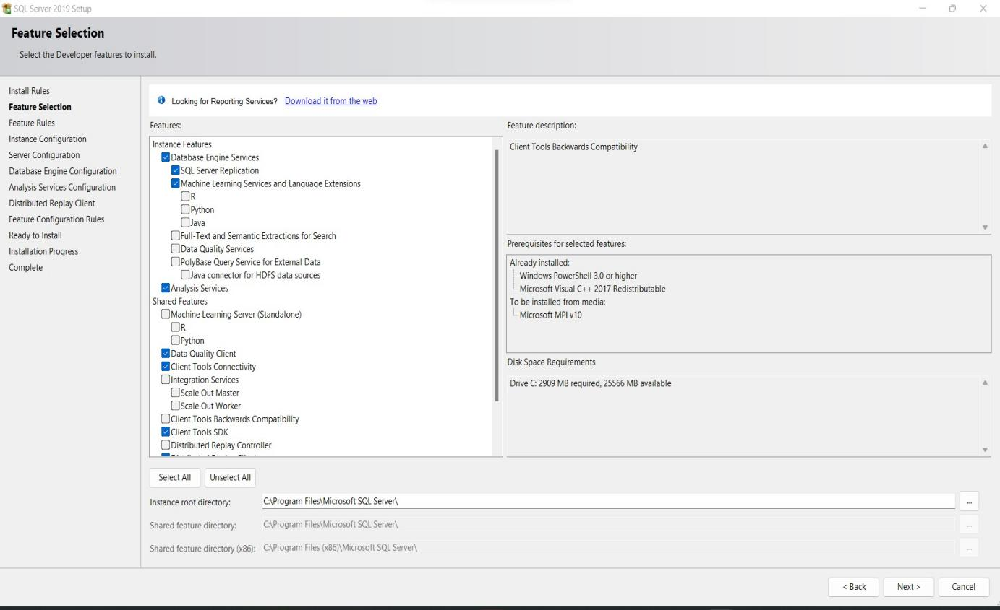 SQL Server 2019 Setup
Feature Selection
Select the Developer features to install.
Install Rules
Feature Selection
Feature Rules
Instance Configuration
Server Configuration
Database Engine Configuration
Analysis Services Configuration
Distributed Replay Client
Feature Configuration Rules
Ready to Install
Installation Progress
Complete
Looking for Reporting Services? Download it from the web
Features:
Instance Features
Database Engine Services
SQL Server Replication
Machine Learning Services and Language Extensions
R
Python
Java
Full-Text and Semantic Extractions for Search
Data Quality Services
PolyBase Query Service for External Data
Java connector for HDFS data sources
Analysis Services
Shared Features
Machine Learning Server (Standalone)
R
Python
Data Quality Client
Client Tools Connectivity
Integration Services
Scale Out Master
Scale Out Worker
Client Tools Backwards Compatibility
Client Tools SDK
Distributed Replay Controller
Feature description:
Client Tools Backwards Compatibility
Prerequisites for selected features:
Already installed:
Windows PowerShell 3.0 or higher
Microsoft Visual C++ 2017 Redistributable
To be installed from media:
Microsoft MPI v10
Disk Space Requirements
Drive C: 2909 MB required, 25566 MB available
Select All Unselect All
Instance root directory: C:\Program Files\Microsoft SQL Server\ ...
Shared feature directory: C:\Program Files\Microsoft SQL Server\ ...
Shared feature directory (x86): C:\Program Files (x86)\Microsoft SQL Server\ ...
< Back Next > Cancel